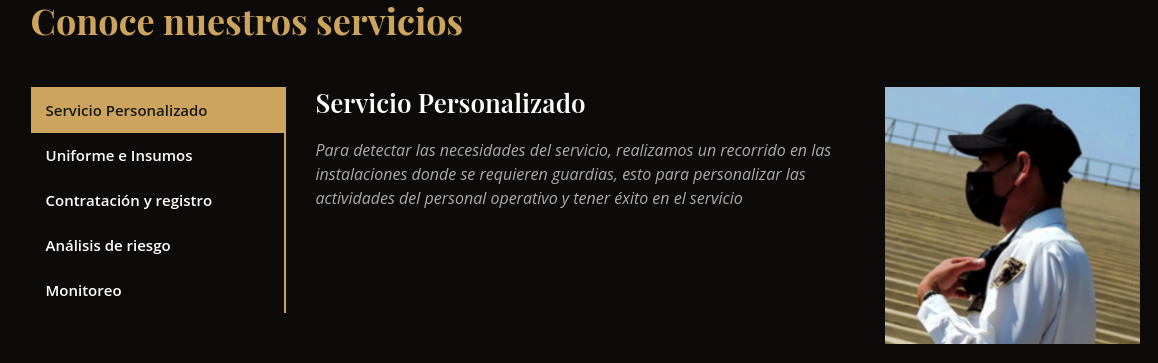 Conoce nuestros servicios
Servicio Personalizado
Uniforme e Insumos
Contratación y registro
Análisis de riesgo
Monitoreo
Servicio Personalizado
Para detectar las necesidades del servicio, realizamos un recorrido en las
instalaciones donde se requieren guardias, esto para personalizar las
actividades del personal operativo y tener éxito en el servicio